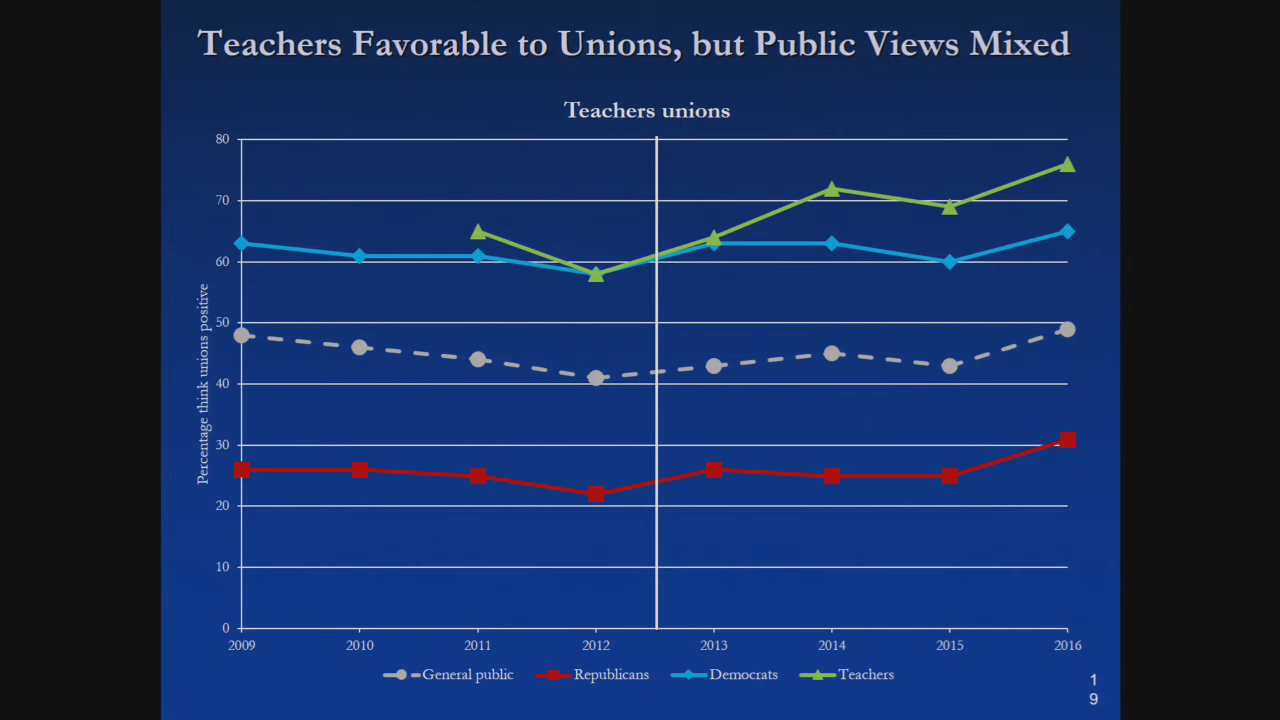 Teachers Favorable to Unions, but Public Views Mixed
Teachers unions
Percentage think unions positive
80
70
60
50
40
30
20
10
0
2009 2010 2011 2012 2013 2014 2015 2016
General public Republicans Democrats Teachers
1
9